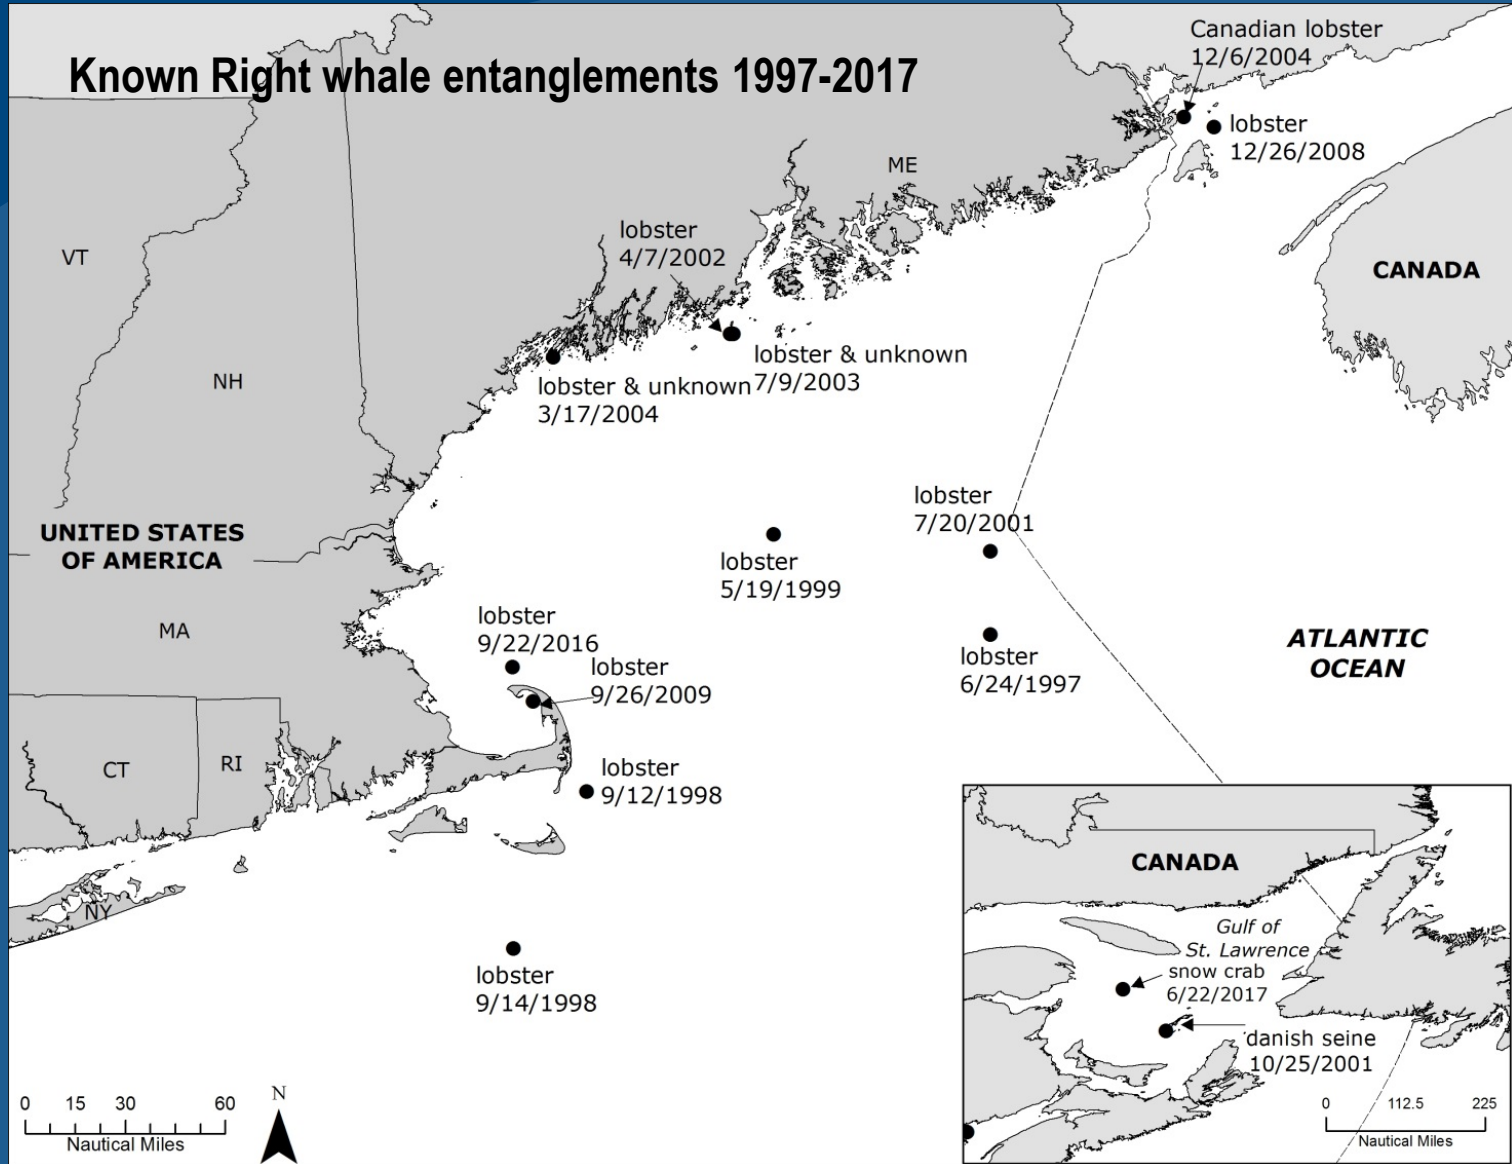 Known Right whale entanglements 1997-2017
Canadian lobster
12/6/2004
lobster
12/26/2008
ME
lobster
4/7/2002
VT
CANADA
lobster & unknown
7/9/2003
NH
lobster & unknown
3/17/2004
lobster
7/20/2001
UNITED STATES
OF AMERICA
lobster
5/19/1999
MA
lobster
9/22/2016
ATLANTIC
OCEAN
lobster
6/24/1997
lobster
9/26/2009
CT
RI
lobster
9/12/1998
NY
lobster
9/14/1998
CANADA
Gulf of
St. Lawrence
snow crab
6/22/2017
danish seine
10/25/2001
0 15 30 60
Nautical Miles
N
0 112.5 225
Nautical Miles